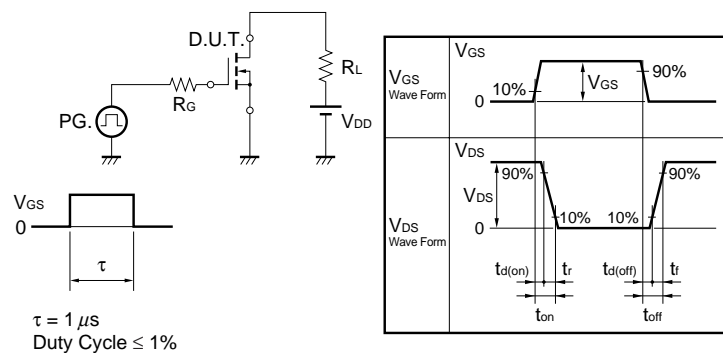 D.U.T.
RL
RG
PG.
VDD
VGS
0
τ
τ = 1 μs
Duty Cycle ≤ 1%
VGS
Wave Form
VGS
10%
VGS
90%
0
VDS
Wave Form
VDS
90%
VDS
10%
10%
90%
0
td(on)
tr
td(off)
tf
ton
toff